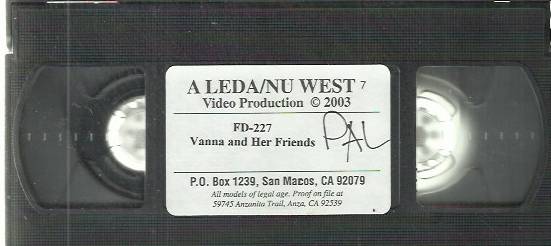 A LEDA/NU WEST 7
Video Production © 2003
FD-227
Vanna and Her Friends PAL
P.O. Box 1239, San Macos, CA 92079
All models of legal age. Proof on file at
59745 Anzanita Trail, Anza, CA 92539